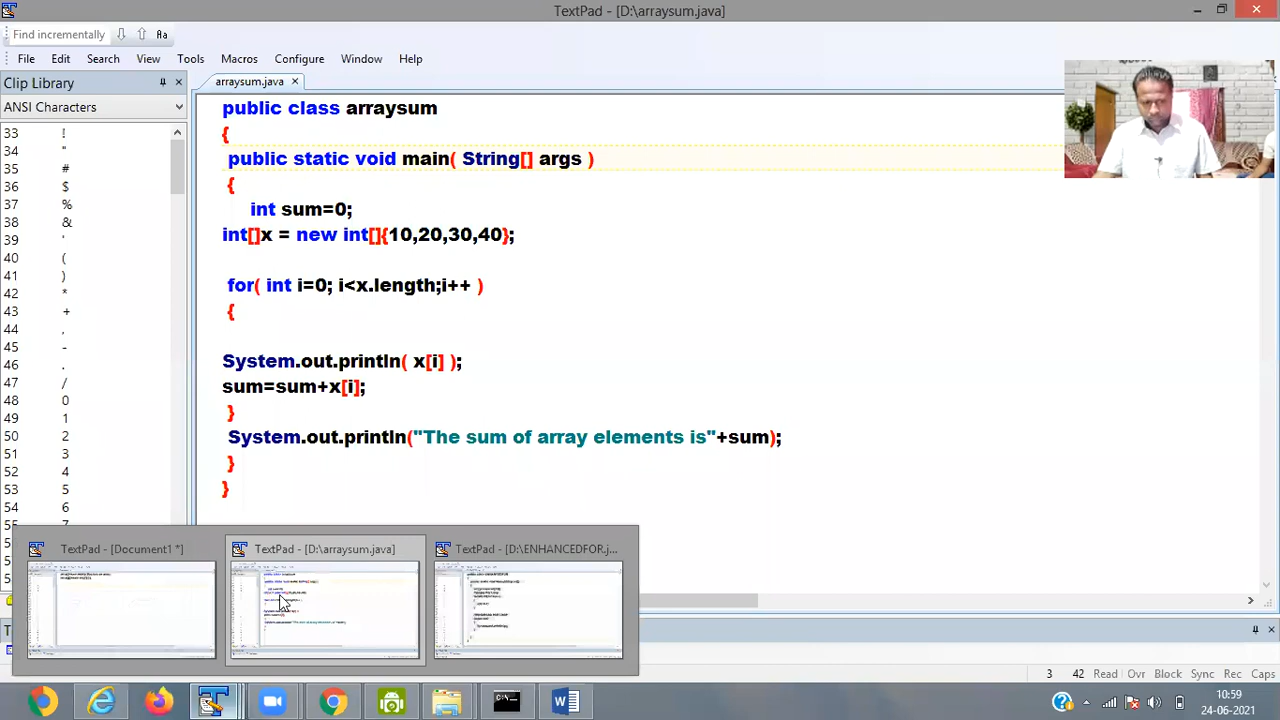 TextPad - [D:\arraysum.java]
Find incrementally
Aa
File Edit Search View Tools Macros Configure Window Help
Clip Library
arraysum.java
ANSI Characters
33 !
34 "
35 #
36 $
37 %
38 &
39 '
40 (
41 )
42 *
43 +
44 ,
45 -
46 .
47 /
48 0
49 1
50 2
51 3
52 4
53 5
54 6
public class arraysum
{
public static void main( String[] args )
{
int sum=0;
int[]x = new int[]{10,20,30,40};
for( int i=0; i<x.length;i++ )
{
System.out.println( x[i] );
sum=sum+x[i];
}
System.out.println("The sum of array elements is"+sum);
}
}
TextPad - [Document1 *]
TextPad - [D:\arraysum.java]
TextPad - [D:\ENHANCEDFOR.j...
3 42 Read Ovr Block Sync Rec Caps
10:59
24-06-2021